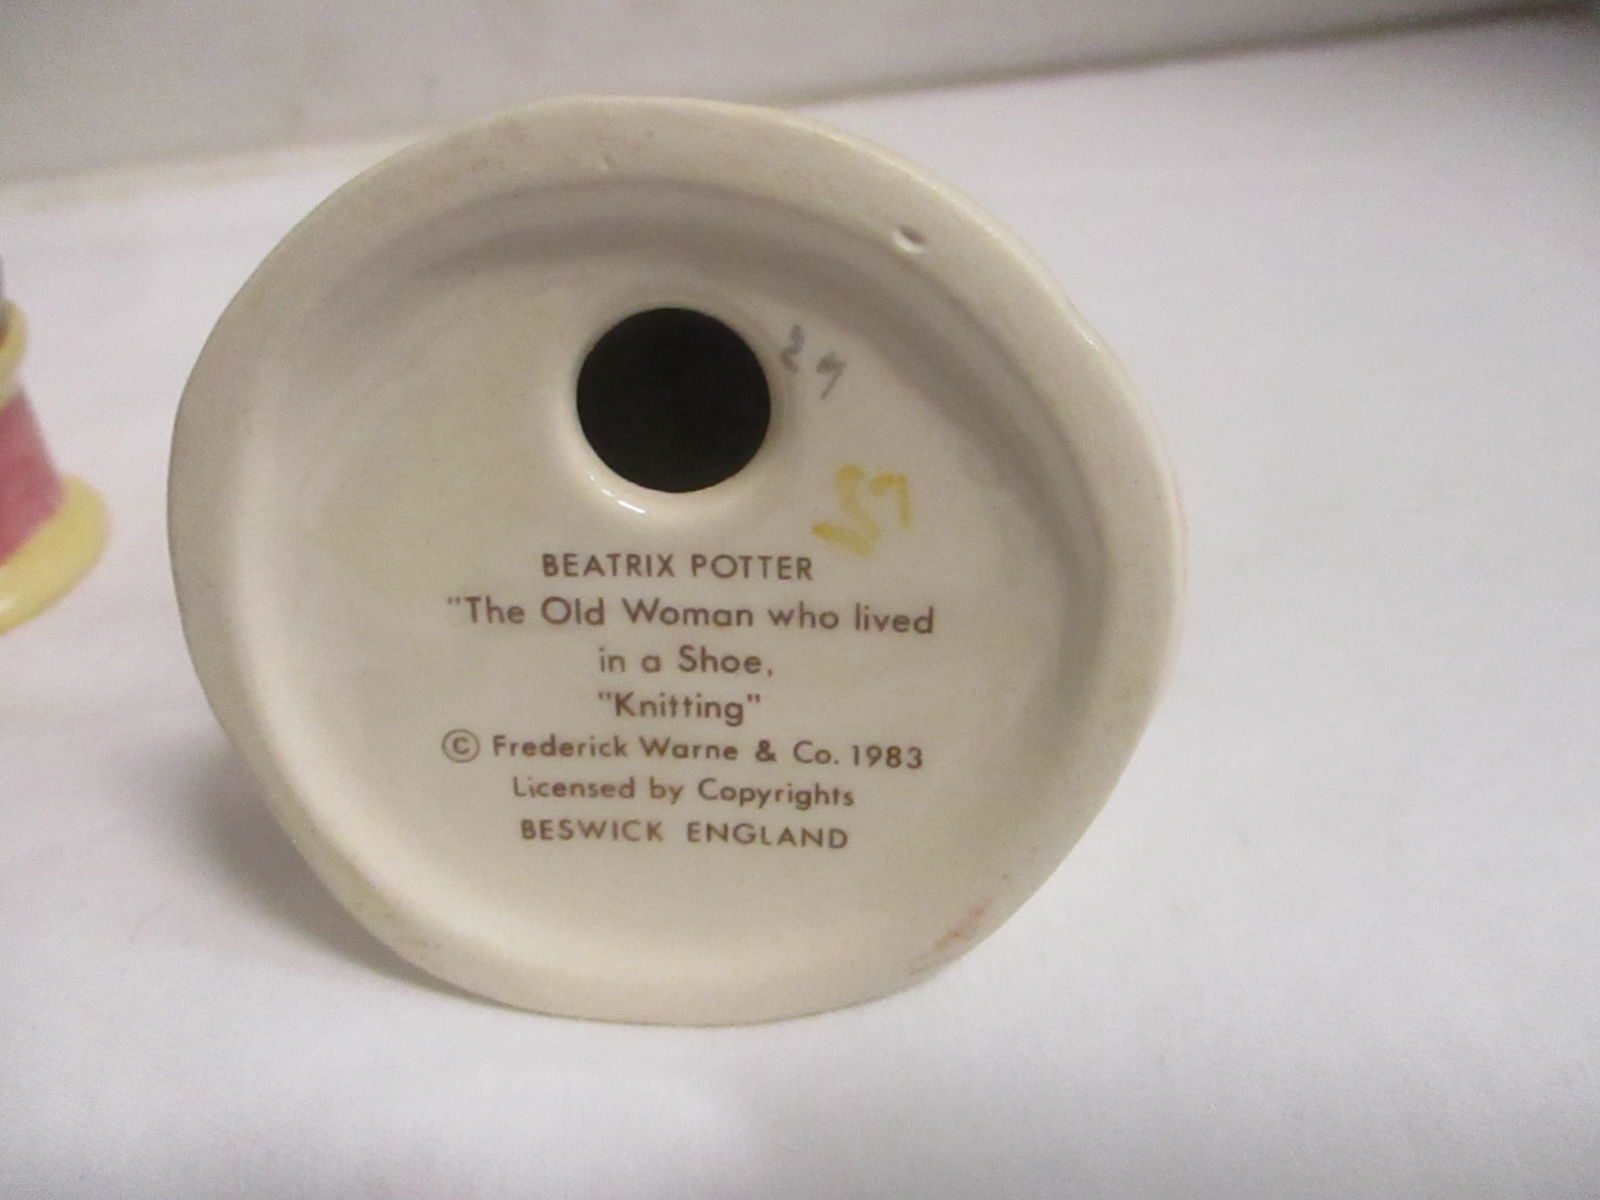 24
BEATRIX POTTER
"The Old Woman who lived
in a Shoe,
"Knitting"
© Frederick Warne & Co. 1983
Licensed by Copyrights
BESWICK ENGLAND